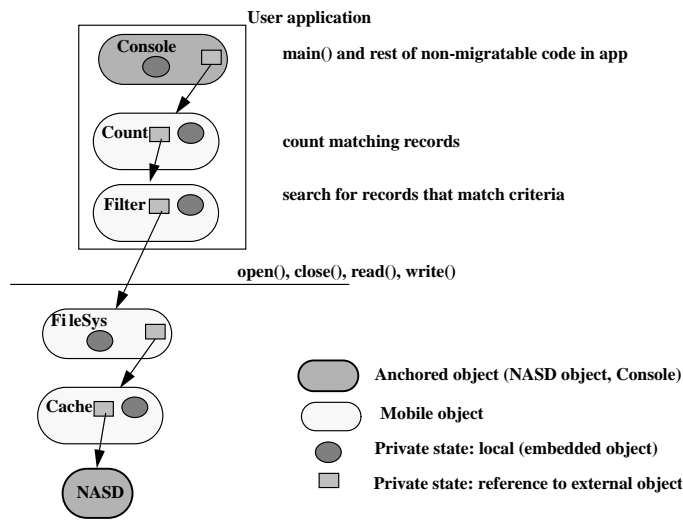 User application
Console
main() and rest of non-migratable code in app
Count
count matching records
Filter
search for records that match criteria
open(), close(), read(), write()
FileSys
Cache
NASD
Anchored object (NASD object, Console)
Mobile object
Private state: local (embedded object)
Private state: reference to external object